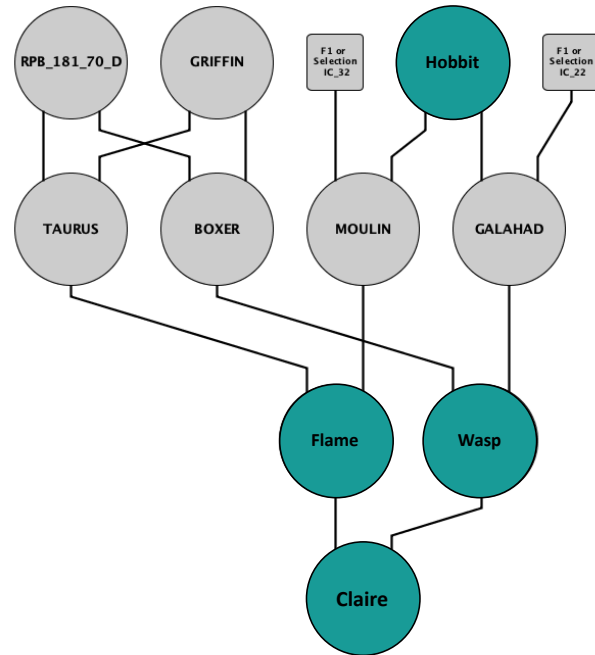 RPB_181_70_D
GRIFFIN
F1 or
Selection
IC_32
Hobbit
F1 or
Selection
IC_22
TAURUS
BOXER
MOULIN
GALAHAD
Flame
Wasp
Claire